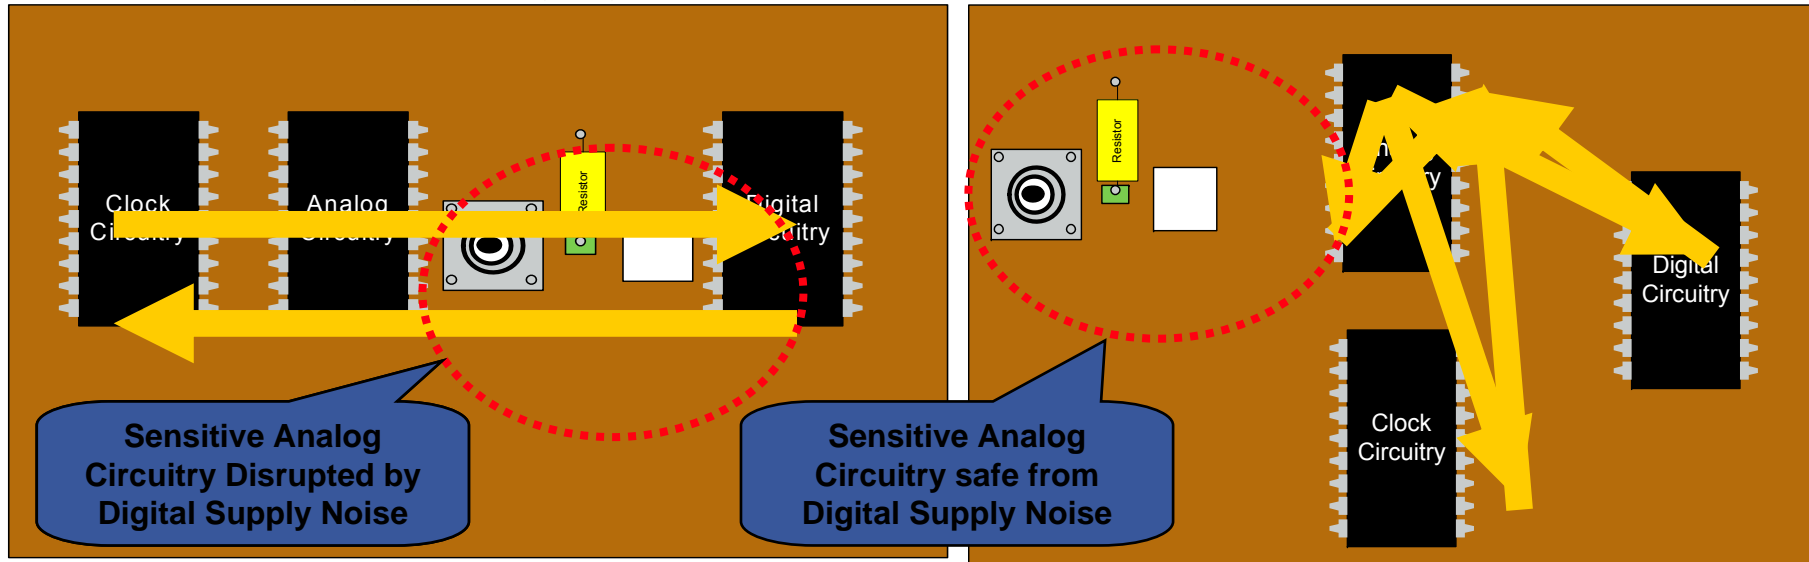 Clock
Circuitry
Analog
Resistor
Digital
Sensitive Analog
Circuitry Disrupted by
Digital Supply Noise
Resistor
Digital
Circuitry
Clock
Circuitry
Sensitive Analog
Circuitry safe from
Digital Supply Noise